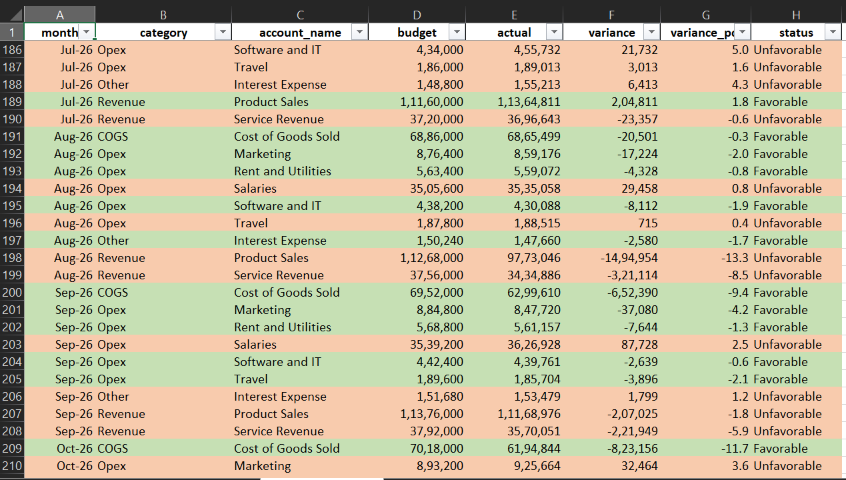 A B C D E F G H
1 month category account_name budget actual variance variance_pc status
186 Jul-26 Opex Software and IT 4,34,000 4,55,732 21,732 5.0 Unfavorable
187 Jul-26 Opex Travel 1,86,000 1,89,013 3,013 1.6 Unfavorable
188 Jul-26 Other Interest Expense 1,48,800 1,55,213 6,413 4.3 Unfavorable
189 Jul-26 Revenue Product Sales 1,11,60,000 1,13,64,811 2,04,811 1.8 Favorable
190 Jul-26 Revenue Service Revenue 37,20,000 36,96,643 -23,357 -0.6 Unfavorable
191 Aug-26 COGS Cost of Goods Sold 68,86,000 68,65,499 -20,501 -0.3 Favorable
192 Aug-26 Opex Marketing 8,76,400 8,59,176 -17,224 -2.0 Favorable
193 Aug-26 Opex Rent and Utilities 5,63,400 5,59,072 -4,328 -0.8 Favorable
194 Aug-26 Opex Salaries 35,05,600 35,35,058 29,458 0.8 Unfavorable
195 Aug-26 Opex Software and IT 4,38,200 4,30,088 -8,112 -1.9 Favorable
196 Aug-26 Opex Travel 1,87,800 1,88,515 715 0.4 Unfavorable
197 Aug-26 Other Interest Expense 1,50,240 1,47,660 -2,580 -1.7 Favorable
198 Aug-26 Revenue Product Sales 1,12,68,000 97,73,046 -14,94,954 -13.3 Unfavorable
199 Aug-26 Revenue Service Revenue 37,56,000 34,34,886 -3,21,114 -8.5 Unfavorable
200 Sep-26 COGS Cost of Goods Sold 69,52,000 62,99,610 -6,52,390 -9.4 Favorable
201 Sep-26 Opex Marketing 8,84,800 8,47,720 -37,080 -4.2 Favorable
202 Sep-26 Opex Rent and Utilities 5,68,800 5,61,157 -7,644 -1.3 Favorable
203 Sep-26 Opex Salaries 35,39,200 36,26,928 87,728 2.5 Unfavorable
204 Sep-26 Opex Software and IT 4,42,400 4,39,761 -2,639 -0.6 Favorable
205 Sep-26 Opex Travel 1,89,600 1,85,704 -3,896 -2.1 Favorable
206 Sep-26 Other Interest Expense 1,51,680 1,53,479 1,799 1.2 Unfavorable
207 Sep-26 Revenue Product Sales 1,13,76,000 1,11,68,976 -2,07,025 -1.8 Unfavorable
208 Sep-26 Revenue Service Revenue 37,92,000 35,70,051 -2,21,949 -5.9 Unfavorable
209 Oct-26 COGS Cost of Goods Sold 70,18,000 61,94,844 -8,23,156 -11.7 Favorable
210 Oct-26 Opex Marketing 8,93,200 9,25,664 32,464 3.6 Unfavorable